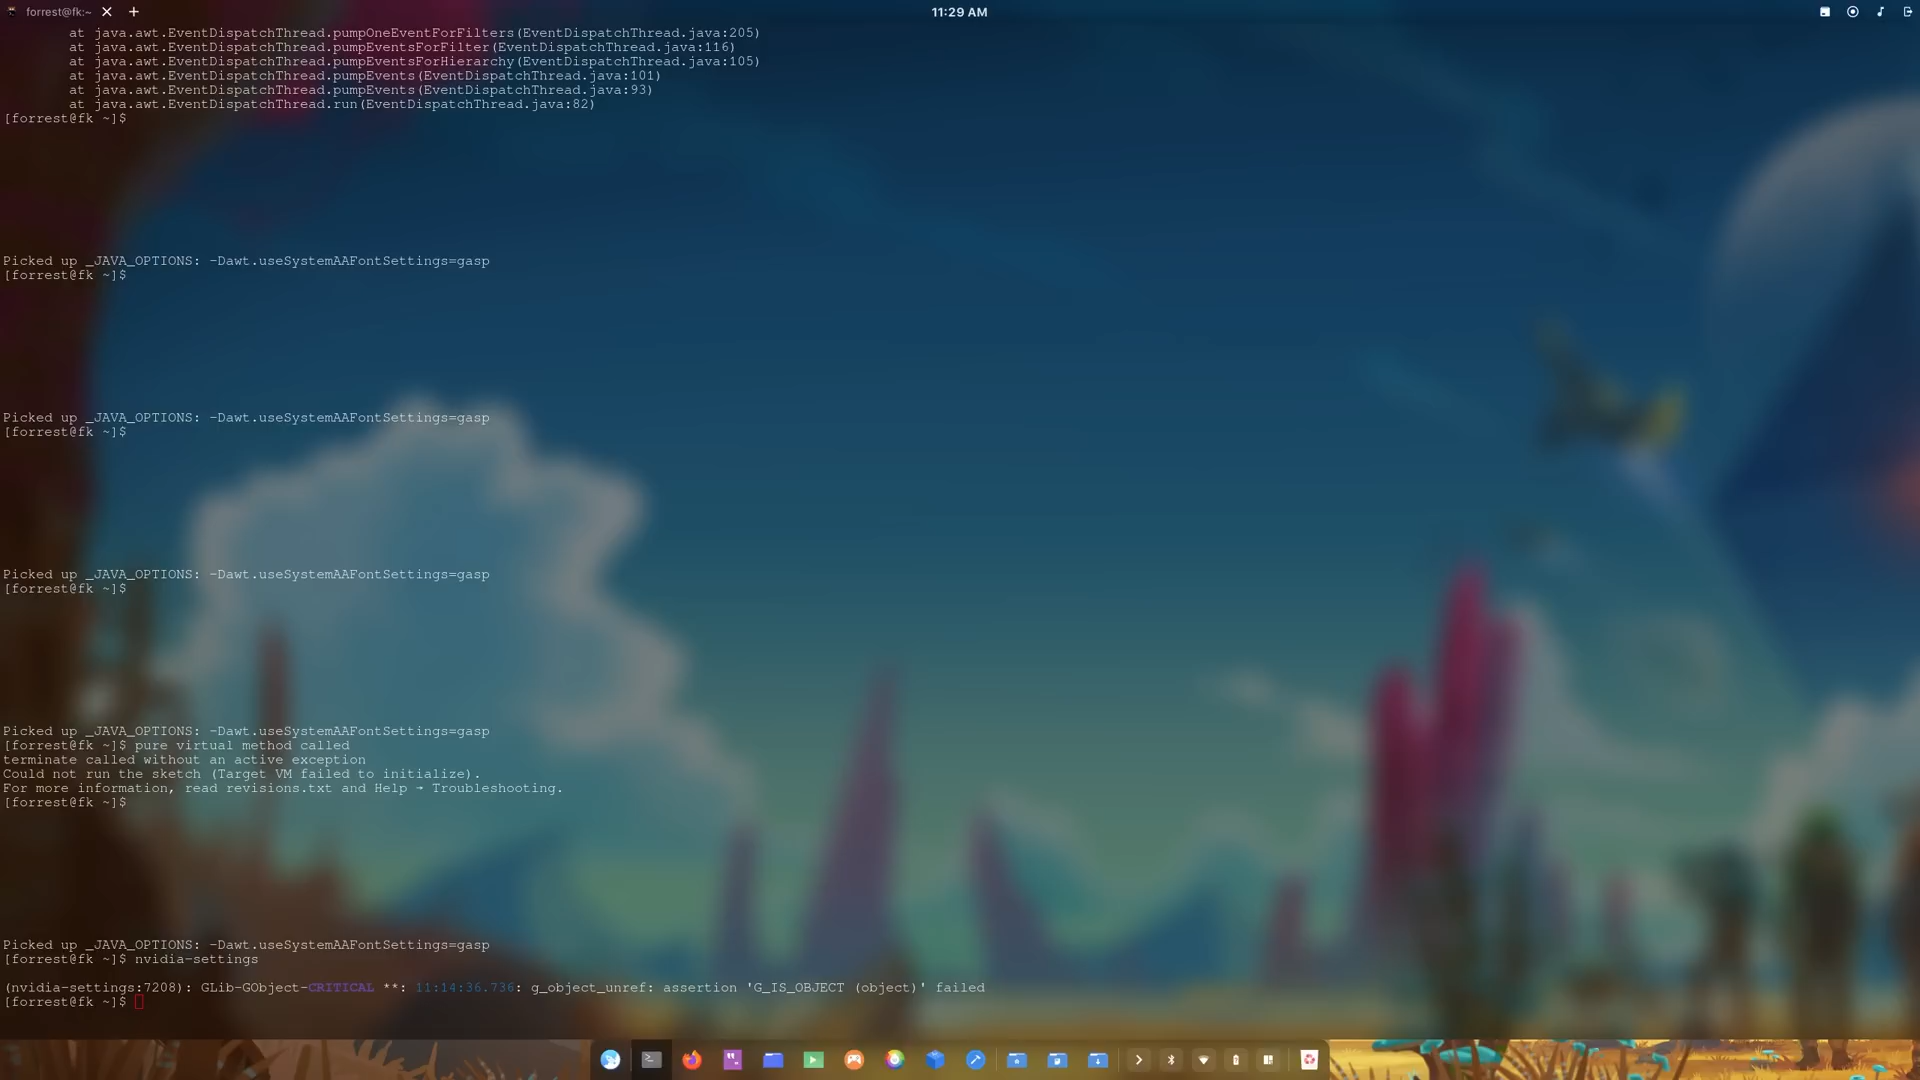 forrest@fk:~
11:29 AM
at java.awt.EventDispatchThread.pumpOneEventForFilters(EventDispatchThread.java:205)
at java.awt.EventDispatchThread.pumpEventsForFilter(EventDispatchThread.java:116)
at java.awt.EventDispatchThread.pumpEventsForHierarchy(EventDispatchThread.java:105)
at java.awt.EventDispatchThread.pumpEvents(EventDispatchThread.java:101)
at java.awt.EventDispatchThread.pumpEvents(EventDispatchThread.java:93)
at java.awt.EventDispatchThread.run(EventDispatchThread.java:82)
[forrest@fk ~]$
Picked up _JAVA_OPTIONS: -Dawt.useSystemAAFontSettings=gasp
[forrest@fk ~]$
Picked up _JAVA_OPTIONS: -Dawt.useSystemAAFontSettings=gasp
[forrest@fk ~]$
Picked up _JAVA_OPTIONS: -Dawt.useSystemAAFontSettings=gasp
[forrest@fk ~]$
Picked up _JAVA_OPTIONS: -Dawt.useSystemAAFontSettings=gasp
[forrest@fk ~]$ pure virtual method called
terminate called without an active exception
Could not run the sketch (Target VM failed to initialize).
For more information, read revisions.txt and Help → Troubleshooting.
[forrest@fk ~]$
Picked up _JAVA_OPTIONS: -Dawt.useSystemAAFontSettings=gasp
[forrest@fk ~]$ nvidia-settings
(nvidia-settings:7208): GLib-GObject-CRITICAL **: 11:14:36.736: g_object_unref: assertion 'G_IS_OBJECT (object)' failed
[forrest@fk ~]$